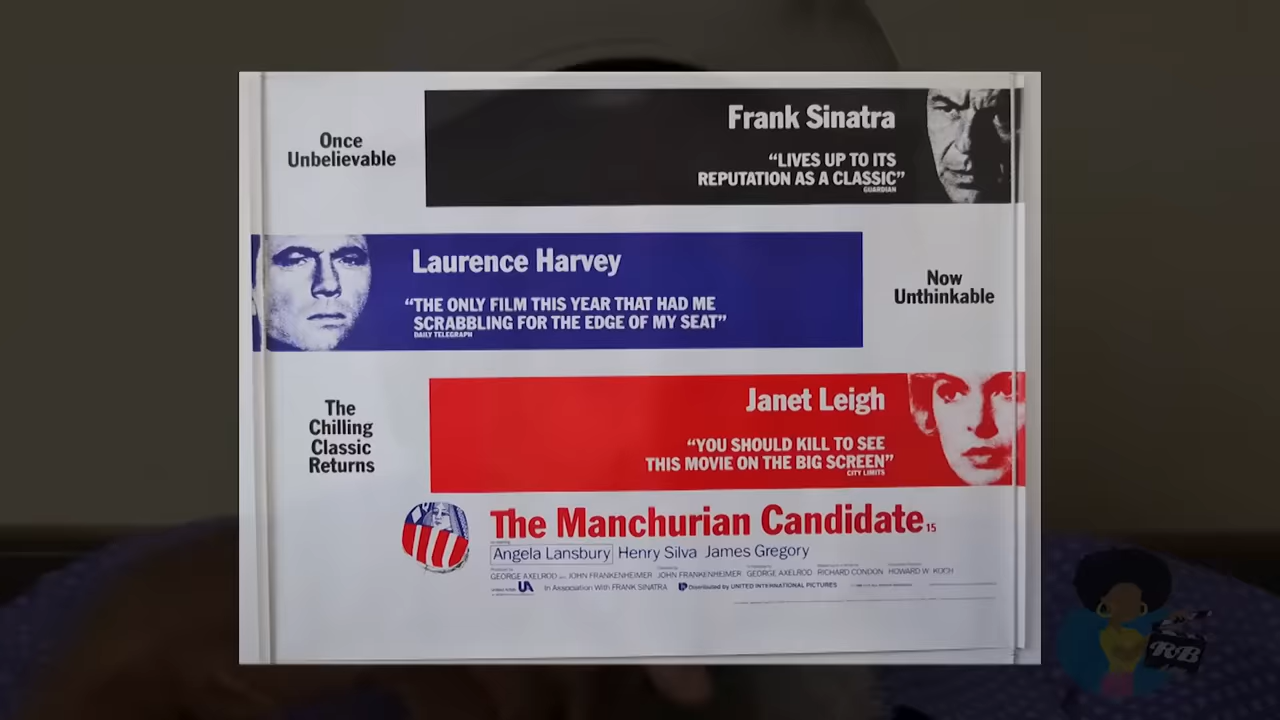 Once
Unbelievable
Frank Sinatra
“LIVES UP TO ITS
REPUTATION AS A CLASSIC”
GUARDIAN
Laurence Harvey
“THE ONLY FILM THIS YEAR THAT HAD ME
SCRABBLING FOR THE EDGE OF MY SEAT”
DAILY TELEGRAPH
Now
Unthinkable
The
Chilling
Classic
Returns
Janet Leigh
“YOU SHOULD KILL TO SEE
THIS MOVIE ON THE BIG SCREEN”
CITY LIMITS
The Manchurian Candidate 15
Angela Lansbury Henry Silva James Gregory
GEORGE AXELROD JOHN FRANKENHEIMER JOHN FRANKENHEIMER GEORGE AXELROD RICHARD CONDON HOWARD W. KOCH
UA In Association With FRANK SINATRA Distributed by UNITED INTERNATIONAL PICTURES
RB